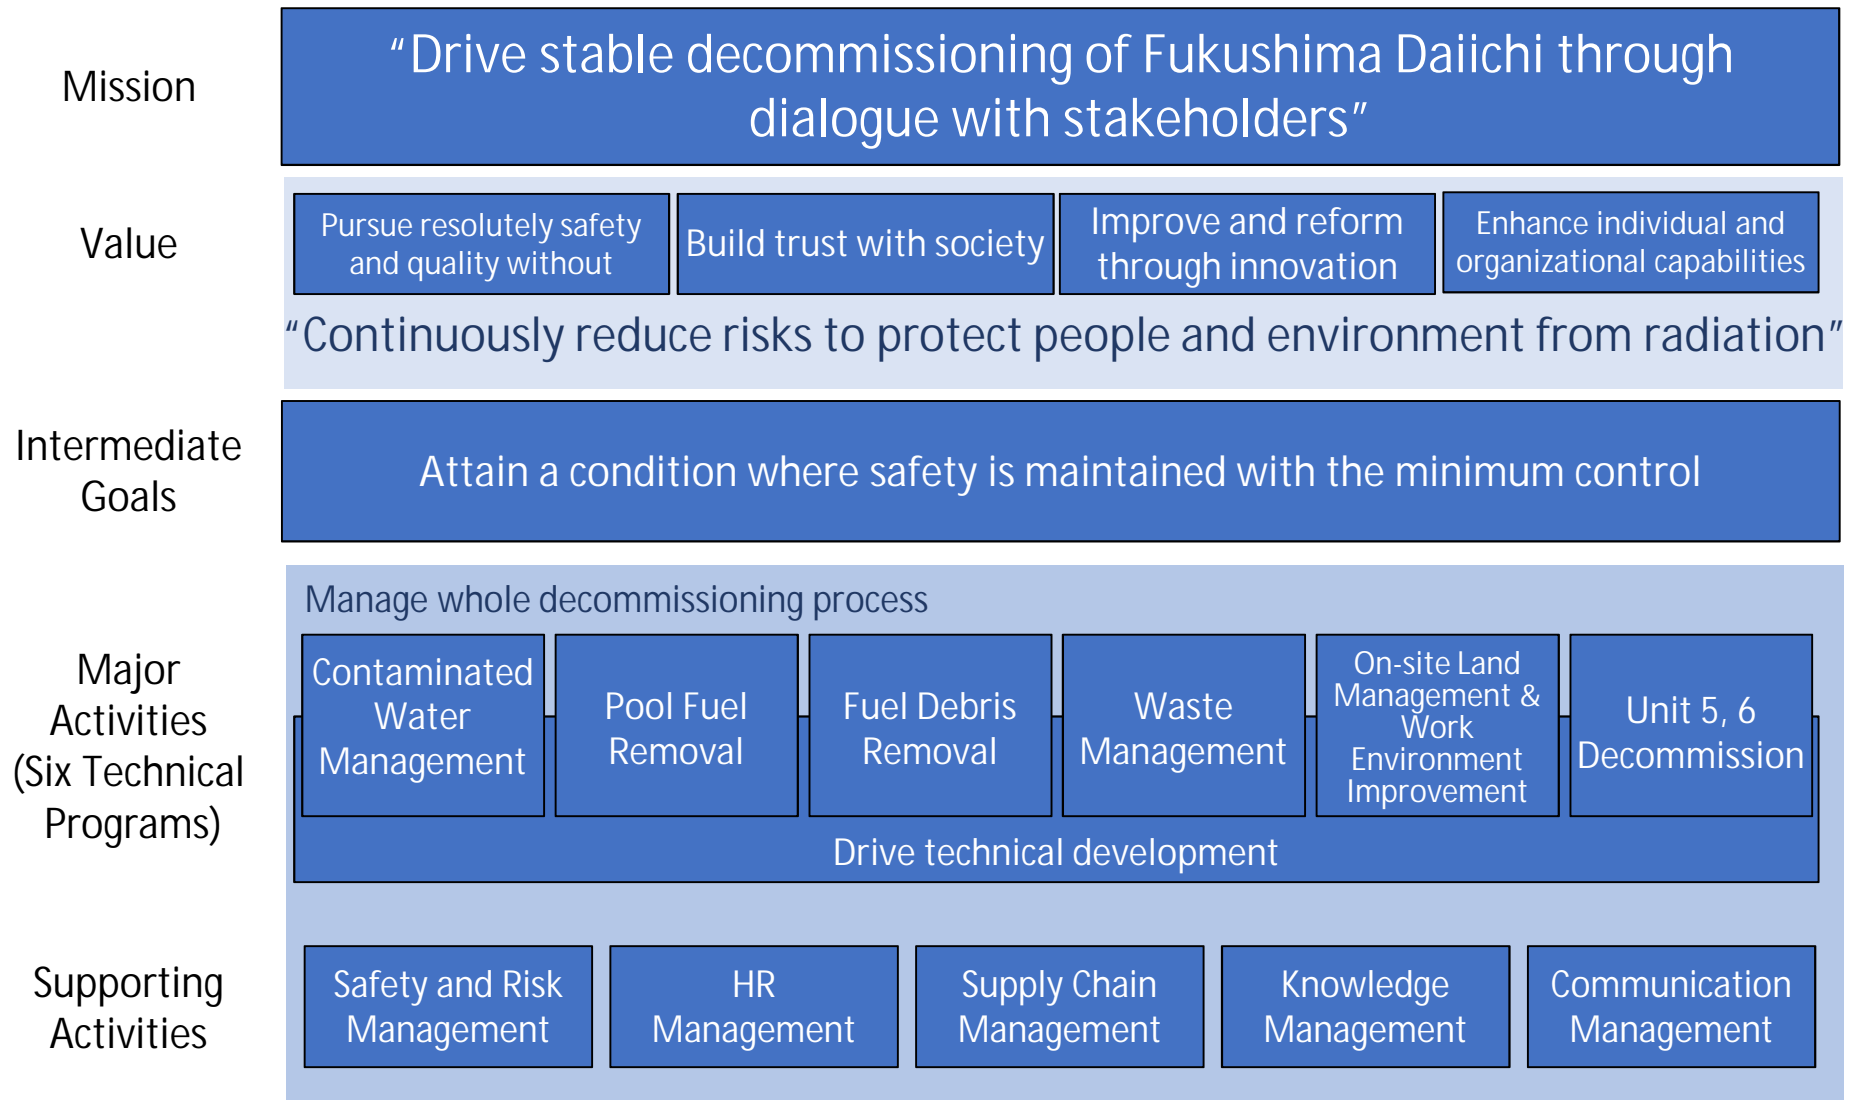 Mission
“Drive stable decommissioning of Fukushima Daiichi through
dialogue with stakeholders”
Value
Pursue resolutely safety
and quality without
Build trust with society
Improve and reform
through innovation
Enhance individual and
organizational capabilities
“Continuously reduce risks to protect people and environment from radiation”
Intermediate
Goals
Attain a condition where safety is maintained with the minimum control
Major
Activities
(Six Technical
Programs)
Manage whole decommissioning process
Contaminated
Water
Management
Pool Fuel
Removal
Fuel Debris
Removal
Waste
Management
On-site Land
Management &
Work
Environment
Improvement
Unit 5, 6
Decommission
Drive technical development
Supporting
Activities
Safety and Risk
Management
HR
Management
Supply Chain
Management
Knowledge
Management
Communication
Management